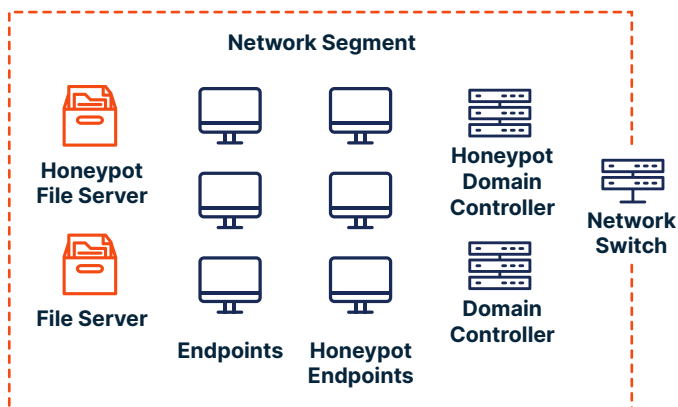 Network Segment
Honeypot
File Server
File Server
Endpoints
Honeypot
Endpoints
Honeypot
Domain
Controller
Domain
Controller
Network
Switch